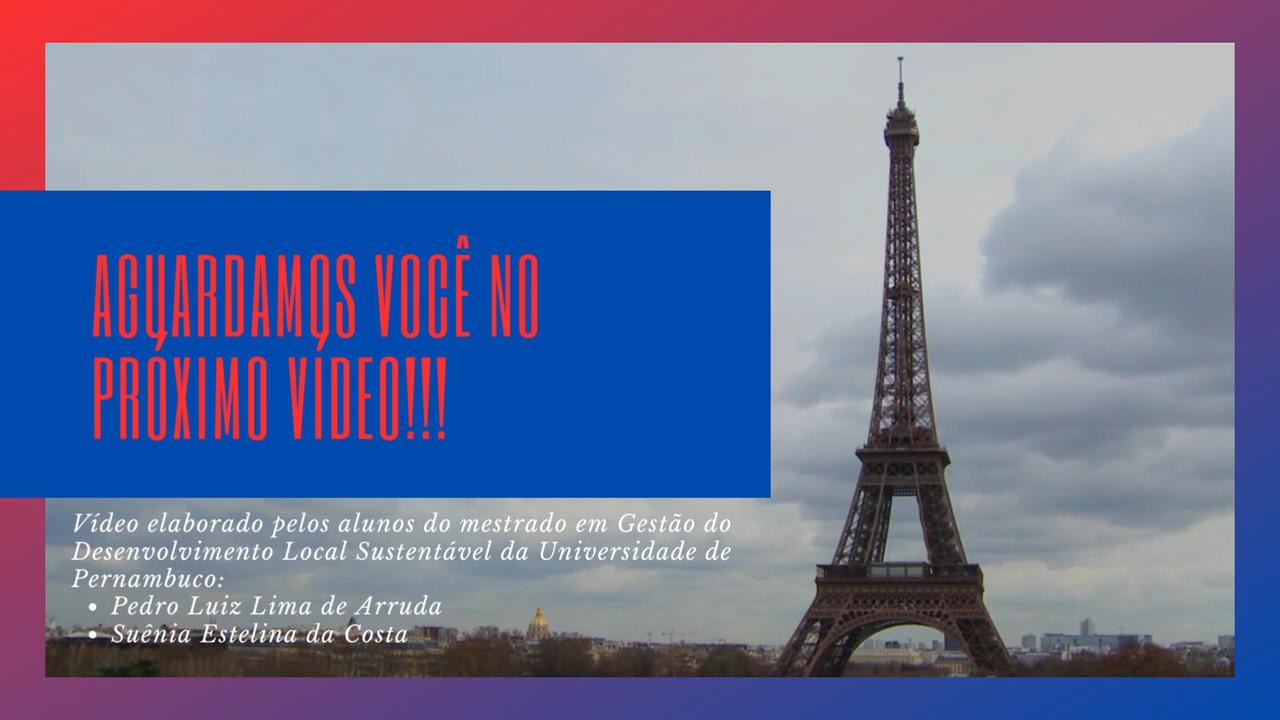 AGUARDAMOS VOCÊ NO
PRÓXIMO VÍDEO!!!
Vídeo elaborado pelos alunos do mestrado em Gestão do
Desenvolvimento Local Sustentável da Universidade de
Pernambuco:
• Pedro Luiz Lima de Arruda
• Suênia Estelina da Costa